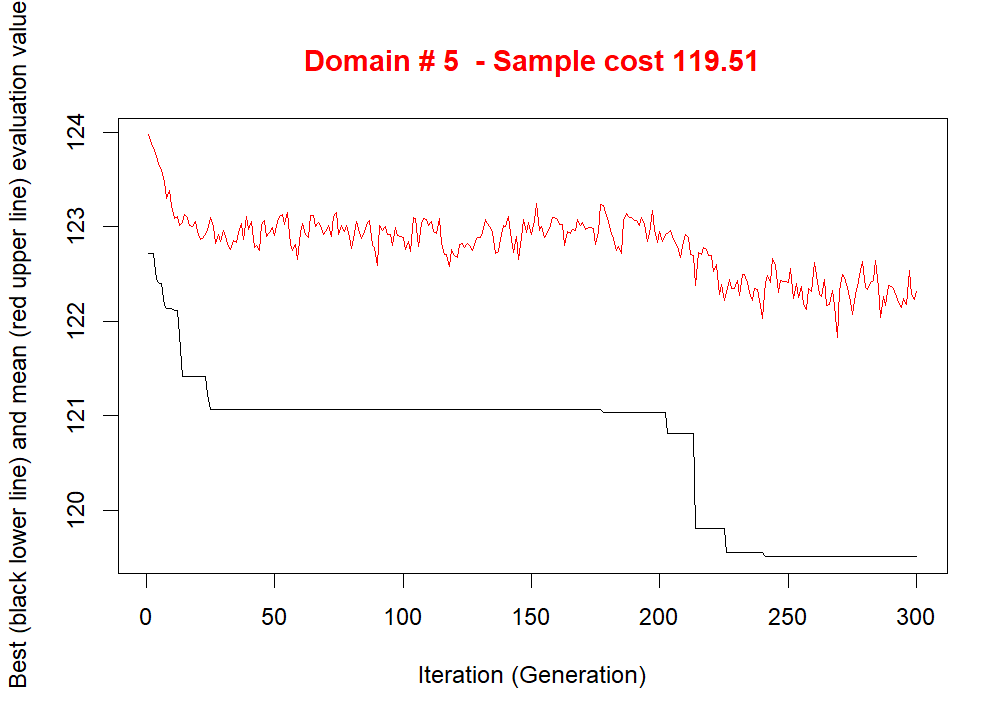 Domain # 5  - Sample cost 119.51
Best (black lower line) and mean (red upper line) evaluation value
124
123
122
121
120
0 50 100 150 200 250 300
Iteration (Generation)